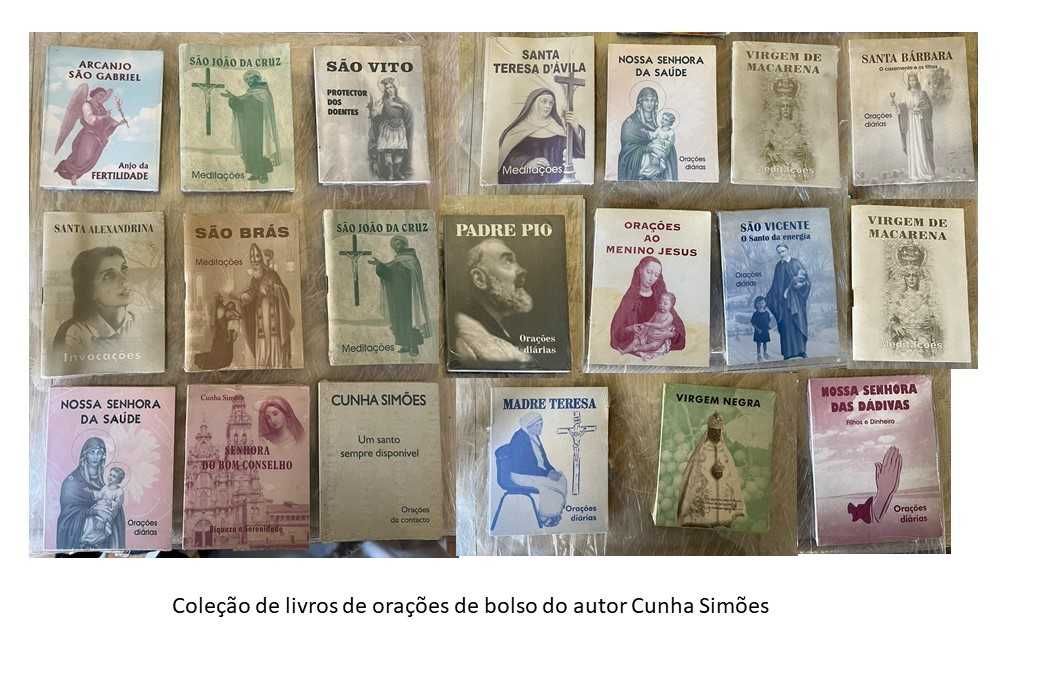 ARCANJO
SÃO GABRIEL
Anjo da
FERTILIDADE
SÃO JOÃO DA CRUZ
Meditações
SÃO VITO
PROTECTOR
DOS
DOENTES
SANTA
TERESA D'ÁVILA
Meditações
NOSSA SENHORA
DA SAÚDE
Orações
diárias
VIRGEM DE
MACARENA
Meditações
SANTA BÁRBARA
O casamento e os filhos
Orações
diárias
SANTA ALEXANDRINA
Invocacoes
SÃO BRÁS
Meditações
SÃO JOÃO DA CRUZ
Meditações
PADRE PIO
Orações
diárias
ORAÇÕES
AO
MENINO JESUS
SÃO VICENTE
O Santo da energia
Orações
diárias
VIRGEM DE
MACARENA
Meditações
NOSSA SENHORA
DA SAÚDE
Orações
diárias
Cunha Simões
SENHORA
DO BOM CONSELHO
Riqueza e Serenidade
CUNHA SIMÕES
Um santo
sempre disponível
Orações
de contacto
MADRE TERESA
Orações
diárias
VIRGEM NEGRA
NOSSA SENHORA
DAS DÁDIVAS
Filhos e Dinheiro
Orações
diárias
Coleção de livros de orações de bolso do autor Cunha Simões